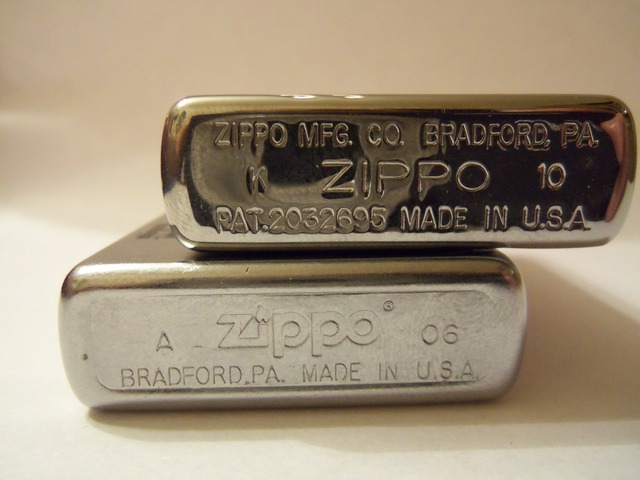 ZIPPO MFG. CO. BRADFORD, PA.
K ZIPPO 10
PAT. 2032695 MADE IN U.S.A.
A Zippo® 06
BRADFORD, PA. MADE IN U.S.A.